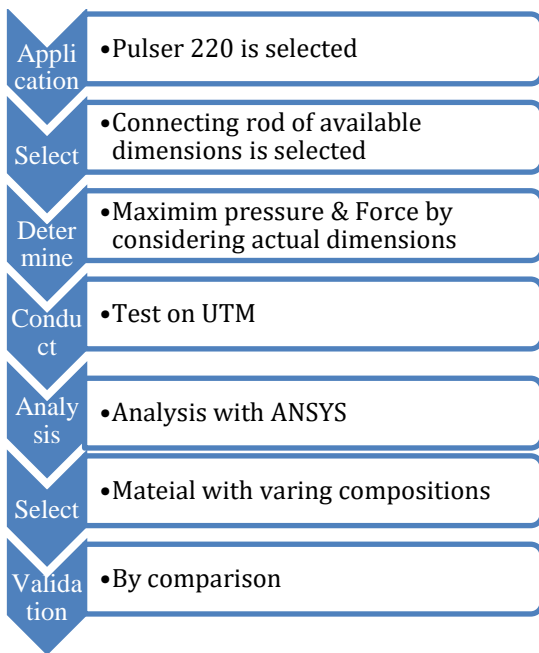 Appli
cation
•Pulser 220 is selected
Select
•Connecting rod of available
dimensions is selected
Deter
mine
•Maximim pressure & Force by
considering actual dimensions
Condu
ct
•Test on UTM
Analy
sis
•Analysis with ANSYS
Select
•Mateial with varing compositions
Valida
tion
•By comparison